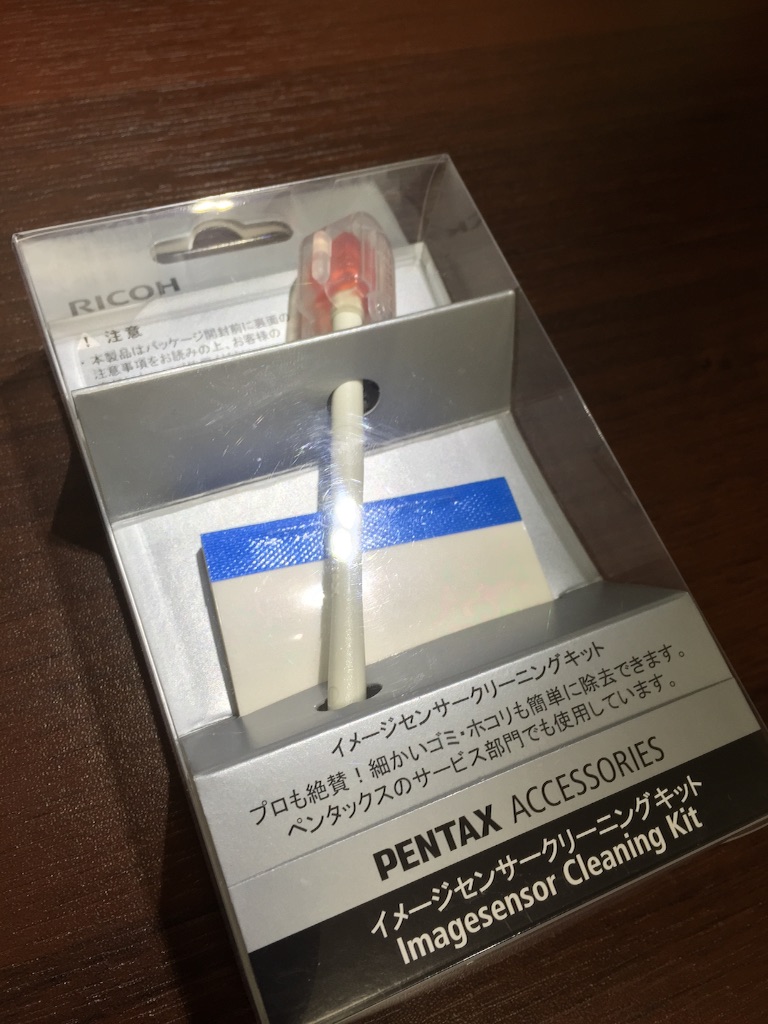 RICOH
注意
・本製品はパッケージ開封前に裏面の
注意事項をお読みの上、お客様の
イメージセンサークリーニングキット
プロも絶賛！細かいゴミ・ホコリも簡単に除去できます。
ペンタックスのサービス部門でも使用しています。
PENTAX ACCESSORIES
イメージセンサークリーニングキット
Imagesensor Cleaning Kit